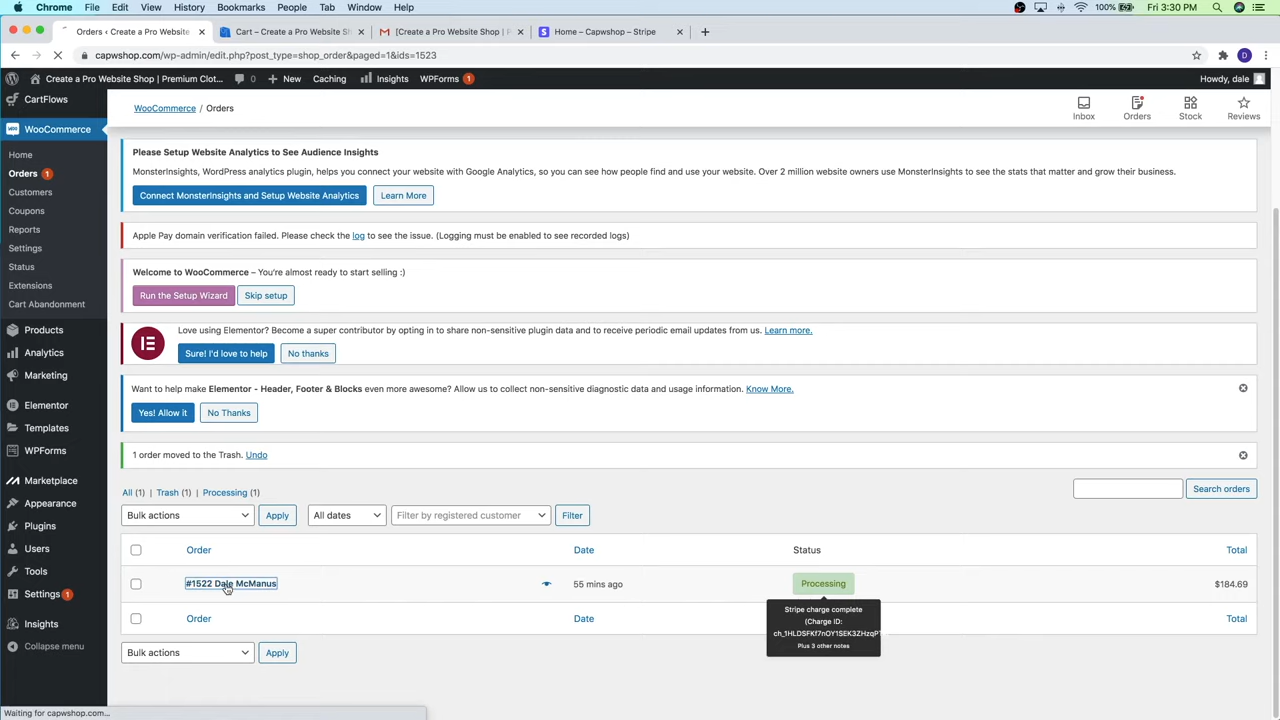 Chrome File Edit View History Bookmarks People Tab Window Help 100% Fri 3:30 PM
Orders ‹ Create a Pro Website Cart – Create a Pro Website Sh [Create a Pro Website Shop | P Home – Capwshop – Stripe
capwshop.com/wp-admin/edit.php?post_type=shop_order&paged=1&ids=1523 D
Create a Pro Website Shop | Premium Clot... 0 New Caching Insights WPForms 1 Howdy, dale
CartFlows
WooCommerce
Home
Orders 1
Customers
Coupons
Reports
Settings
Status
Extensions
Cart Abandonment
Products
Analytics
Marketing
Elementor
Templates
WPForms
Marketplace
Appearance
Plugins
Users
Tools
Settings 1
Insights
Collapse menu
WooCommerce / Orders
Inbox Orders Stock Reviews
Please Setup Website Analytics to See Audience Insights
MonsterInsights, WordPress analytics plugin, helps you connect your website with Google Analytics, so you can see how people find and use your website. Over 2 million website owners use MonsterInsights to see the stats that matter and grow their business.
Connect MonsterInsights and Setup Website Analytics Learn More
Apple Pay domain verification failed. Please check the log to see the issue. (Logging must be enabled to see recorded logs)
Welcome to WooCommerce – You're almost ready to start selling :)
Run the Setup Wizard Skip setup
Love using Elementor? Become a super contributor by opting in to share non-sensitive plugin data and to receive periodic email updates from us. Learn more.
Sure! I'd love to help No thanks
Want to help make Elementor - Header, Footer & Blocks even more awesome? Allow us to collect non-sensitive diagnostic data and usage information. Know More.
Yes! Allow it No Thanks
1 order moved to the Trash. Undo
All (1) | Trash (1) | Processing (1)
Search orders
Bulk actions Apply All dates Filter by registered customer Filter
Order Date Status Total
#1522 Dale McManus 55 mins ago Processing $184.69
Stripe charge complete
(Charge ID:
Plus 3 other notes
Order Total
Bulk actions Apply
Waiting for capwshop.com...